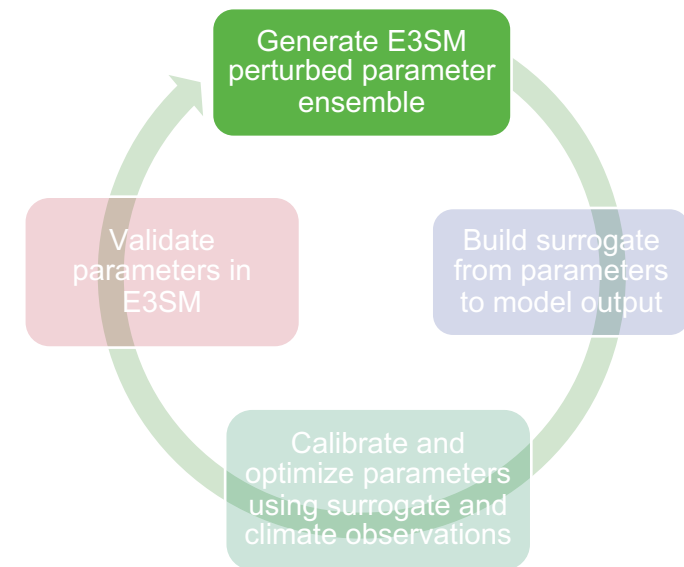 Generate E3SM
perturbed parameter
ensemble
Build surrogate
from parameters
to model output
Calibrate and
optimize parameters
using surrogate and
climate observations
Validate
parameters in
E3SM